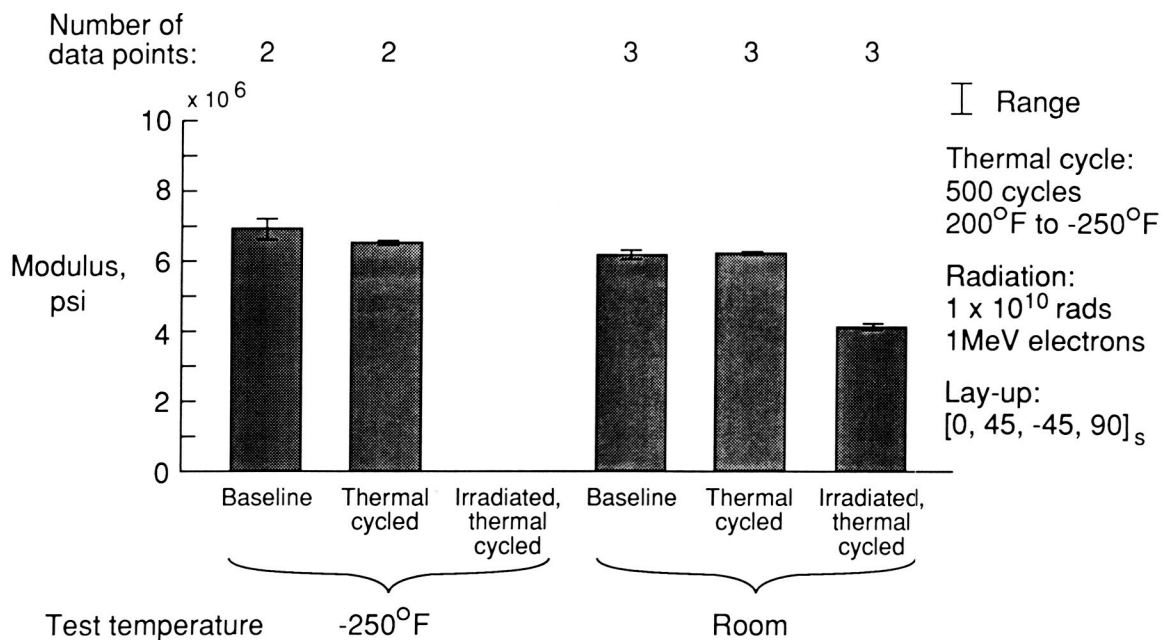 Number of
data points: 2 2 3 3 3
x 10 6
10
8
6
4
2
0
Modulus,
psi
Range
Thermal cycle:
500 cycles
200°F to -250°F
Radiation:
1 x 10¹⁰ rads
1MeV electrons
Lay-up:
[0, 45, -45, 90]s
Baseline Thermal Irradiated, Baseline Thermal Irradiated,
cycled thermal cycled thermal
cycled cycled
Test temperature -250°F Room